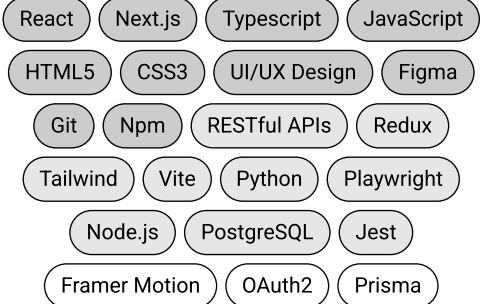 React Next.js Typescript JavaScript
HTML5 CSS3 UI/UX Design Figma
Git Npm RESTful APIs Redux
Tailwind Vite Python Playwright
Node.js PostgreSQL Jest
Framer Motion OAuth2 Prisma